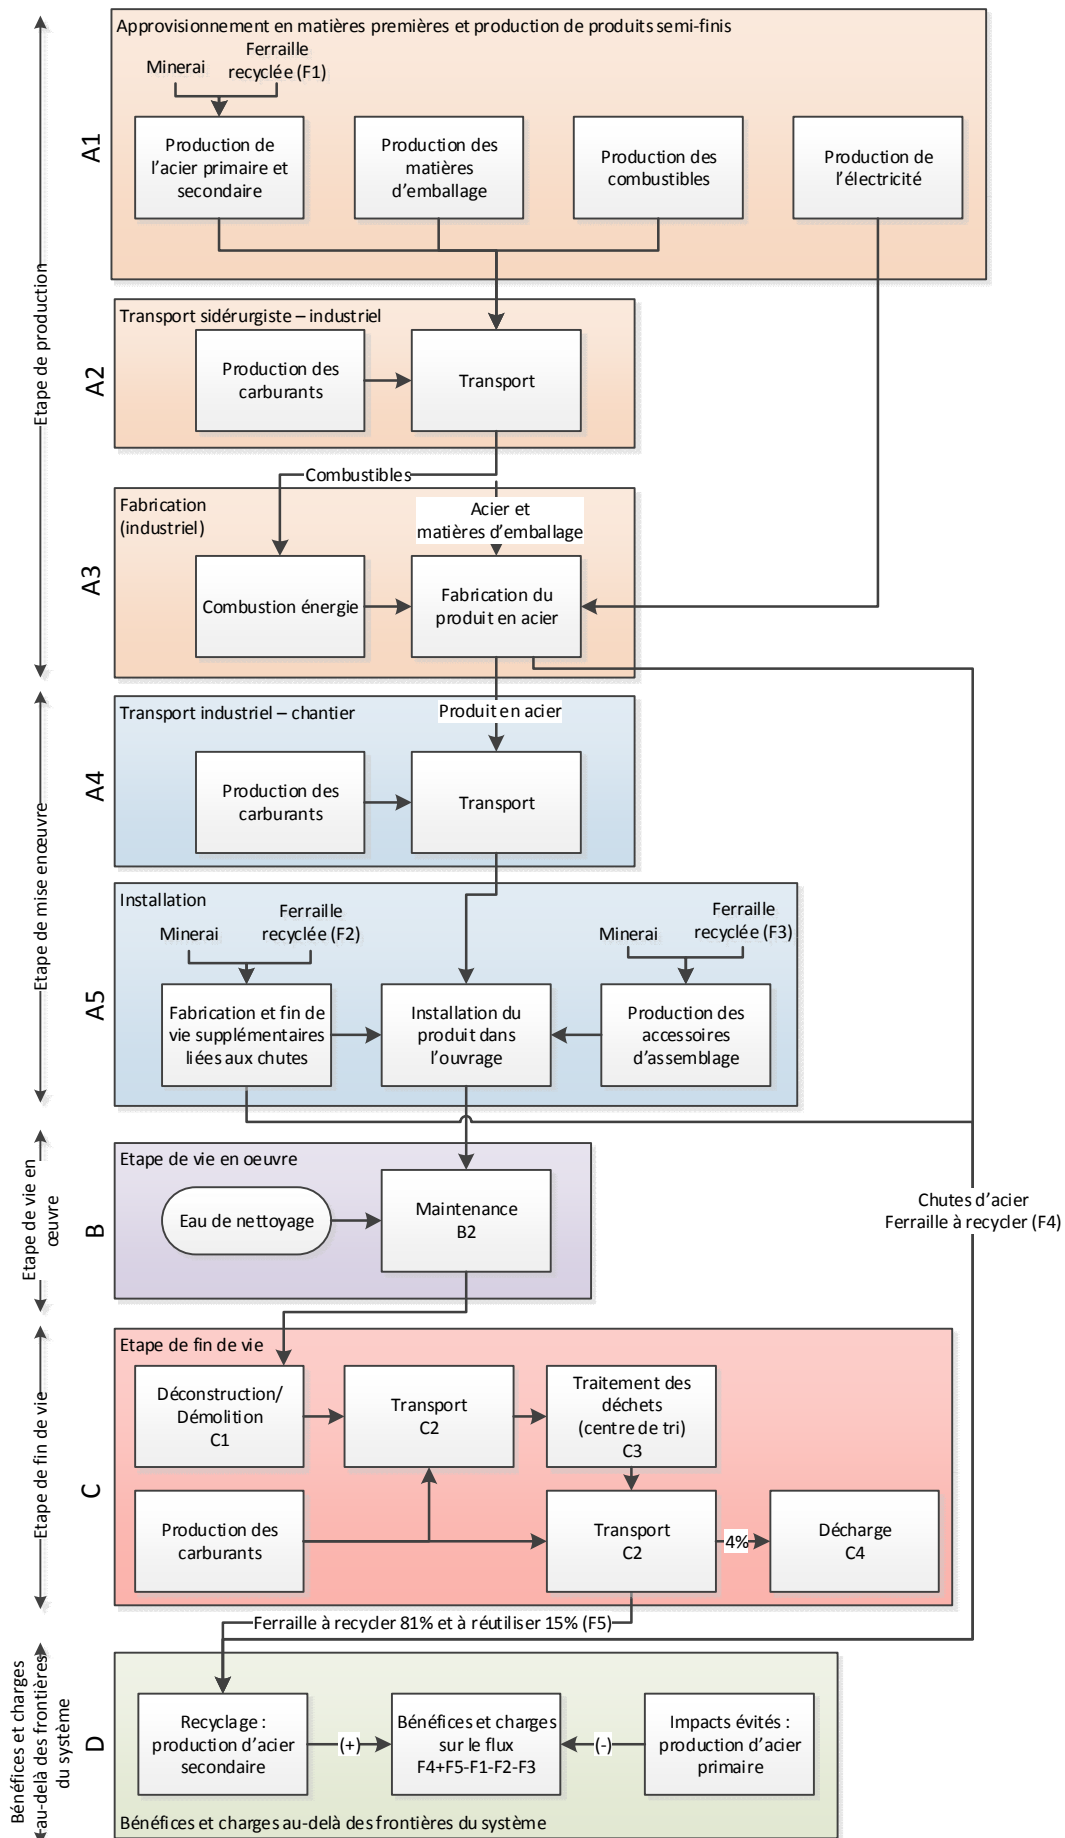 Approvisionnement en matières premières et production de produits semi-finis
Minerai
Ferraille
recyclée (F1)
Production de
l'acier primaire et
secondaire
Production des
matières
d'emballage
Production des
combustibles
Production de
l'électricité
A1
Etape de production
Transport sidérurgiste – industriel
Production des
carburants
Transport
A2
Combustibles
Fabrication
(industriel)
Acier et
matières d'emballage
Combustion énergie
Fabrication du
produit en acier
A3
Transport industriel – chantier
Produit en acier
Production des
carburants
Transport
A4
Etape de mise enœuvre
Installation
Minerai
Ferraille
recyclée (F2)
Minerai
Ferraille
recyclée (F3)
Fabrication et fin de
vie supplémentaires
liées aux chutes
Installation du
produit dans
l'ouvrage
Production des
accessoires
d'assemblage
A5
Etape de vie en oeuvre
Eau de nettoyage
Maintenance
B2
B
Etape de vie en
œuvre
Chutes d'acier
Ferraille à recycler (F4)
Etape de fin de vie
Déconstruction/
Démolition
C1
Transport
C2
Traitement des
déchets
(centre de tri)
C3
Production des
carburants
Transport
C2
4%
Décharge
C4
C
Etape de fin de vie
Ferraille à recycler 81% et à réutiliser 15% (F5)
Recyclage :
production d'acier
secondaire
(+)
Bénéfices et charges
sur le flux
F4+F5-F1-F2-F3
(-)
Impacts évités :
production d'acier
primaire
D
Bénéfices et charges
au-delà des frontières
du système
Bénéfices et charges au-delà des frontières du système